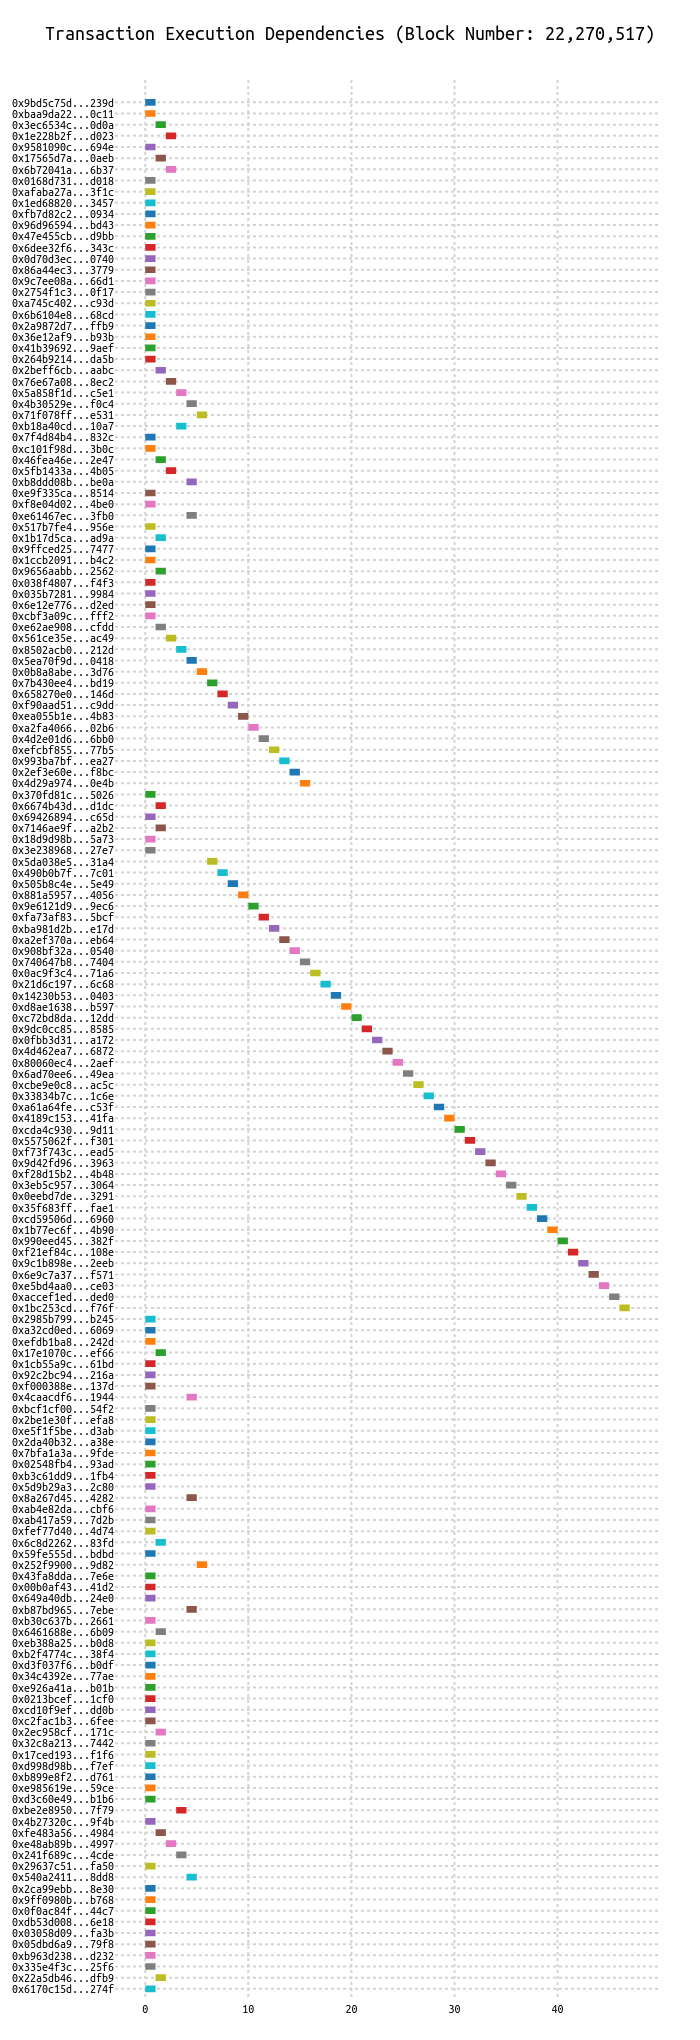 Transaction Execution Dependencies (Block Number: 22,270,517)
0x9bd5c75d...239d
0xbaa9da22...0c11
0x3ec6534c...0d0a
0x1e228b2f...d023
0x9581090c...694e
0x17565d7a...0aeb
0x6b72041a...6b37
0x0168d731...d018
0xafaba27a...3f1c
0x1ed68820...3457
0xfb7d82c2...0934
0x96d96594...bd43
0x47e455cb...d9bb
0x6dee32f6...343c
0x0d70d3ec...0740
0x86a44ec3...3779
0x9c7ee08a...66d1
0x2754f1c3...0f17
0xa745c402...c93d
0x6b6104e8...68cd
0x2a9872d7...ffb9
0x36e12af9...b93b
0x41b39692...9aef
0x264b9214...da5b
0x2beff6cb...aabc
0x76e67a08...8ec2
0x5a858f1d...c5e1
0x4b30529e...f0c4
0x71f078ff...e531
0xb18a40cd...10a7
0x7f4d84b4...832c
0xc101f98d...3b0c
0x46fea46e...2e47
0x5fb1433a...4b05
0xb8ddd08b...be0a
0xe9f335ca...8514
0xf8e04d02...4be0
0xe61467ec...3fb0
0x517b7fe4...956e
0x1b17d5ca...ad9a
0x9ffced25...7477
0x1ccb2091...b4c2
0x9656aabb...2562
0x038f4807...f4f3
0x035b7281...9984
0x6e12e776...d2ed
0xcbf3a09c...fff2
0xe62ae908...cfdd
0x561ce35e...ac49
0x8502acb0...212d
0x5ea70f9d...0418
0x0b8a8abe...3d76
0x7b430ee4...bd19
0x658270e0...146d
0xf90aad51...c9dd
0xea055b1e...4b83
0xa2fa4066...02b6
0x4d2e01d6...6bb0
0xefcbf855...77b5
0x993ba7bf...ea27
0x2ef3e60e...f8bc
0x4d29a974...0e4b
0x370fd81c...5026
0x6674b43d...d1dc
0x69426894...c65d
0x7146ae9f...a2b2
0x18d9d98b...5a73
0x3e238968...27e7
0x5da038e5...31a4
0x490b0b7f...7c01
0x505b8c4e...5e49
0x881a5957...4056
0x9e6121d9...9ec6
0xfa73af83...5bcf
0xba981d2b...e17d
0xa2ef370a...eb64
0x908bf32a...0540
0x740647b8...7404
0x0ac9f3c4...71a6
0x21d6c197...6c68
0x14230b53...0403
0xd8ae1638...b597
0xc72bd8da...12dd
0x9dc0cc85...8585
0x0fbb3d31...a172
0x4d462ea7...6872
0x80060ec4...2aef
0x6ad70ee6...49ea
0xcbe9e0c8...ac5c
0x33834b7c...1c6e
0xa61a64fe...c53f
0x4189c153...41fa
0xcda4c930...9d11
0x5575062f...f301
0xf73f743c...ead5
0x9d42fd96...3963
0xf28d15b2...4b48
0x3eb5c957...3064
0x0eebd7de...3291
0x35f683ff...fae1
0xcd59506d...6960
0x1b77ec6f...4b90
0x990eed45...382f
0xf21ef84c...108e
0x9c1b898e...2eeb
0x6e9c7a37...f571
0xe5bd4aa0...ce03
0xaccef1ed...ded0
0x1bc253cd...f76f
0x2985b799...b245
0xa32cd0ed...6069
0xefdb1ba8...242d
0x17e1070c...ef66
0x1cb55a9c...61bd
0x92c2bc94...216a
0xf000388e...137d
0x4caacdf6...1944
0xbcf1cf00...54f2
0x2be1e30f...efa8
0xe5f1f5be...d3ab
0x2da40b32...a38e
0x7bfa1a3a...9fde
0x02548fb4...93ad
0xb3c61dd9...1fb4
0x5d9b29a3...2c80
0x8a267d45...4282
0xab4e82da...cbf6
0xab417a59...7d2b
0xfef77d40...4d74
0x6c8d2262...83fd
0x59fe555d...bdbd
0x252f9900...9d82
0x43fa8dda...7e6e
0x00b0af43...41d2
0x649a40db...24e0
0xb87bd965...7ebe
0xb30c637b...2661
0x6461688e...6b09
0xeb388a25...b0d8
0xb2f4774c...38f4
0xd3f037f6...b0df
0x34c4392e...77ae
0xe926a41a...b01b
0x0213bcef...1cf0
0xcd10f9ef...dd0b
0xc2fac1b3...6fee
0x2ec958cf...171c
0x32c8a213...7442
0x17ced193...f1f6
0xd998d98b...f7ef
0xb899e8f2...d761
0xe985619e...59ce
0xd3c60e49...b1b6
0xbe2e8950...7f79
0x4b27320c...9f4b
0xfe483a56...4984
0xe48ab89b...4997
0x241f689c...4cde
0x29637c51...fa50
0x540a2411...8dd8
0x2ca99ebb...8e30
0x9ff0980b...b768
0x0f0ac84f...44c7
0xdb53d008...6e18
0x03058d09...fa3b
0x05dbd6a9...79f8
0xb963d238...d232
0x335e4f3c...25f6
0x22a5db46...dfb9
0x6170c15d...274f
0 10 20 30 40